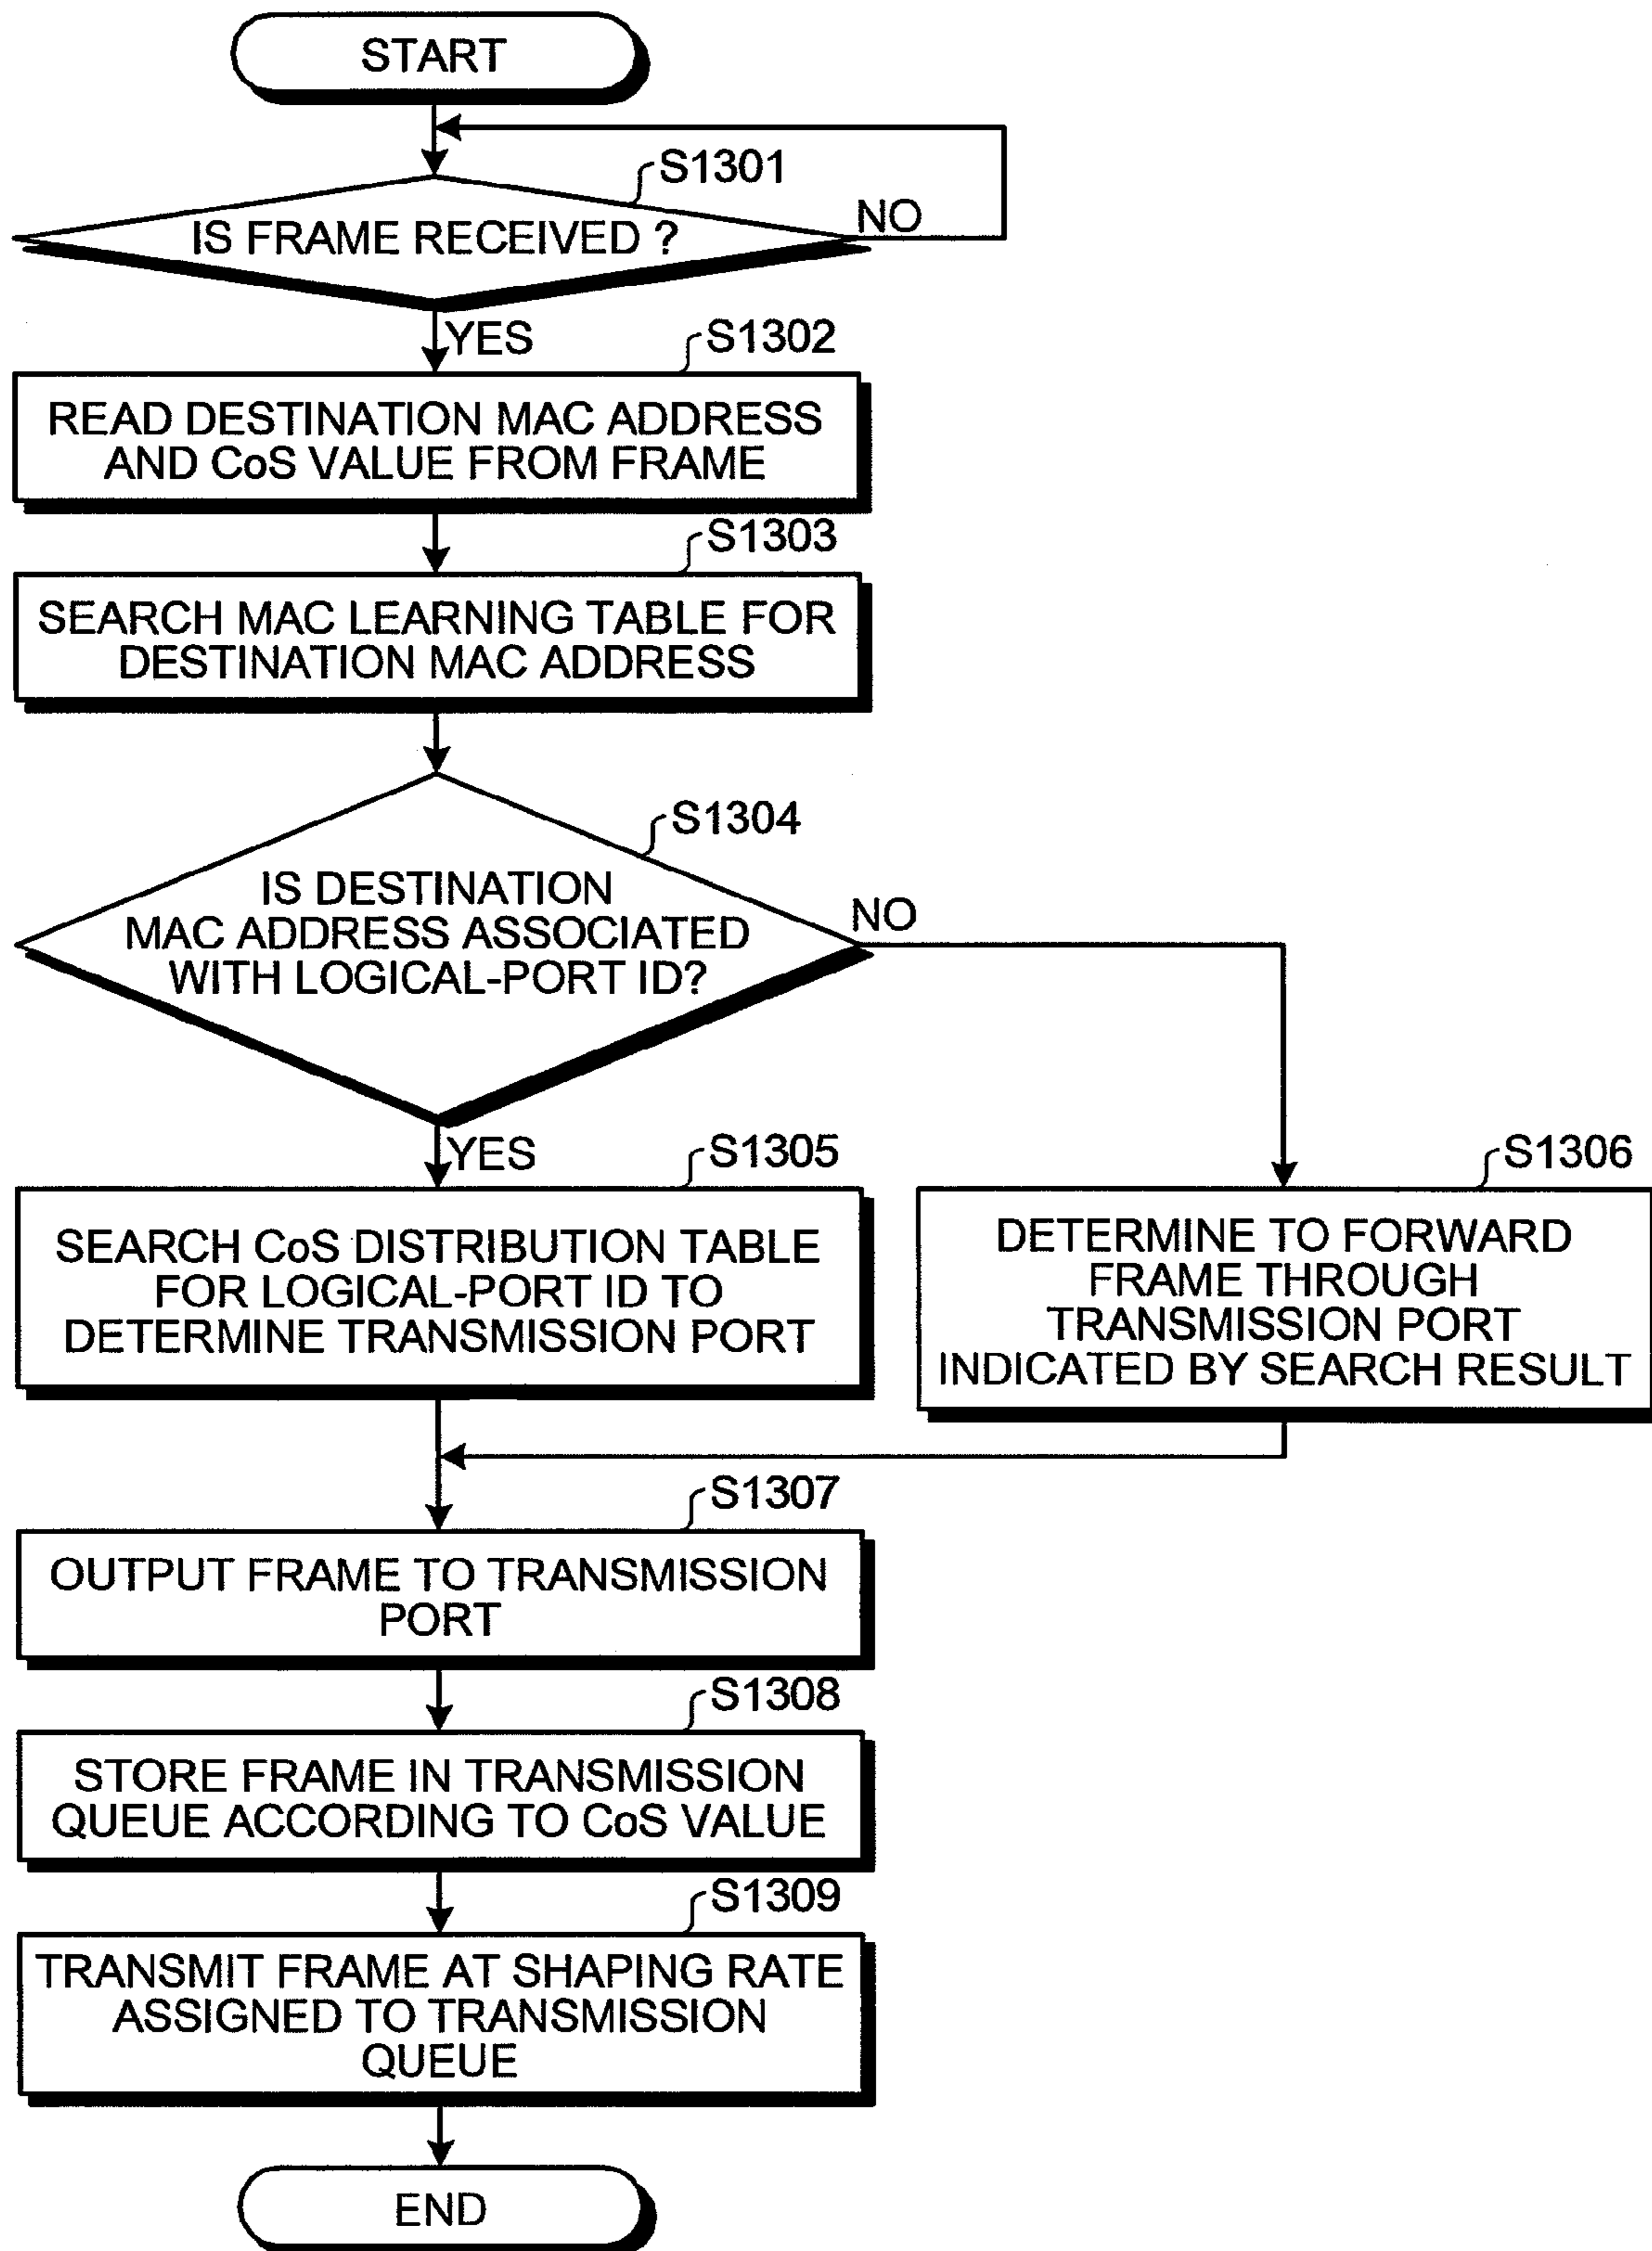 START
S1301
IS FRAME RECEIVED ?
NO
YES
S1302
READ DESTINATION MAC ADDRESS
AND CoS VALUE FROM FRAME
S1303
SEARCH MAC LEARNING TABLE FOR
DESTINATION MAC ADDRESS
S1304
IS DESTINATION
MAC ADDRESS ASSOCIATED
WITH LOGICAL-PORT ID?
NO
YES
S1305
SEARCH CoS DISTRIBUTION TABLE
FOR LOGICAL-PORT ID TO
DETERMINE TRANSMISSION PORT
S1306
DETERMINE TO FORWARD
FRAME THROUGH
TRANSMISSION PORT
INDICATED BY SEARCH RESULT
S1307
OUTPUT FRAME TO TRANSMISSION
PORT
S1308
STORE FRAME IN TRANSMISSION
QUEUE ACCORDING TO CoS VALUE
S1309
TRANSMIT FRAME AT SHAPING RATE
ASSIGNED TO TRANSMISSION
QUEUE
END